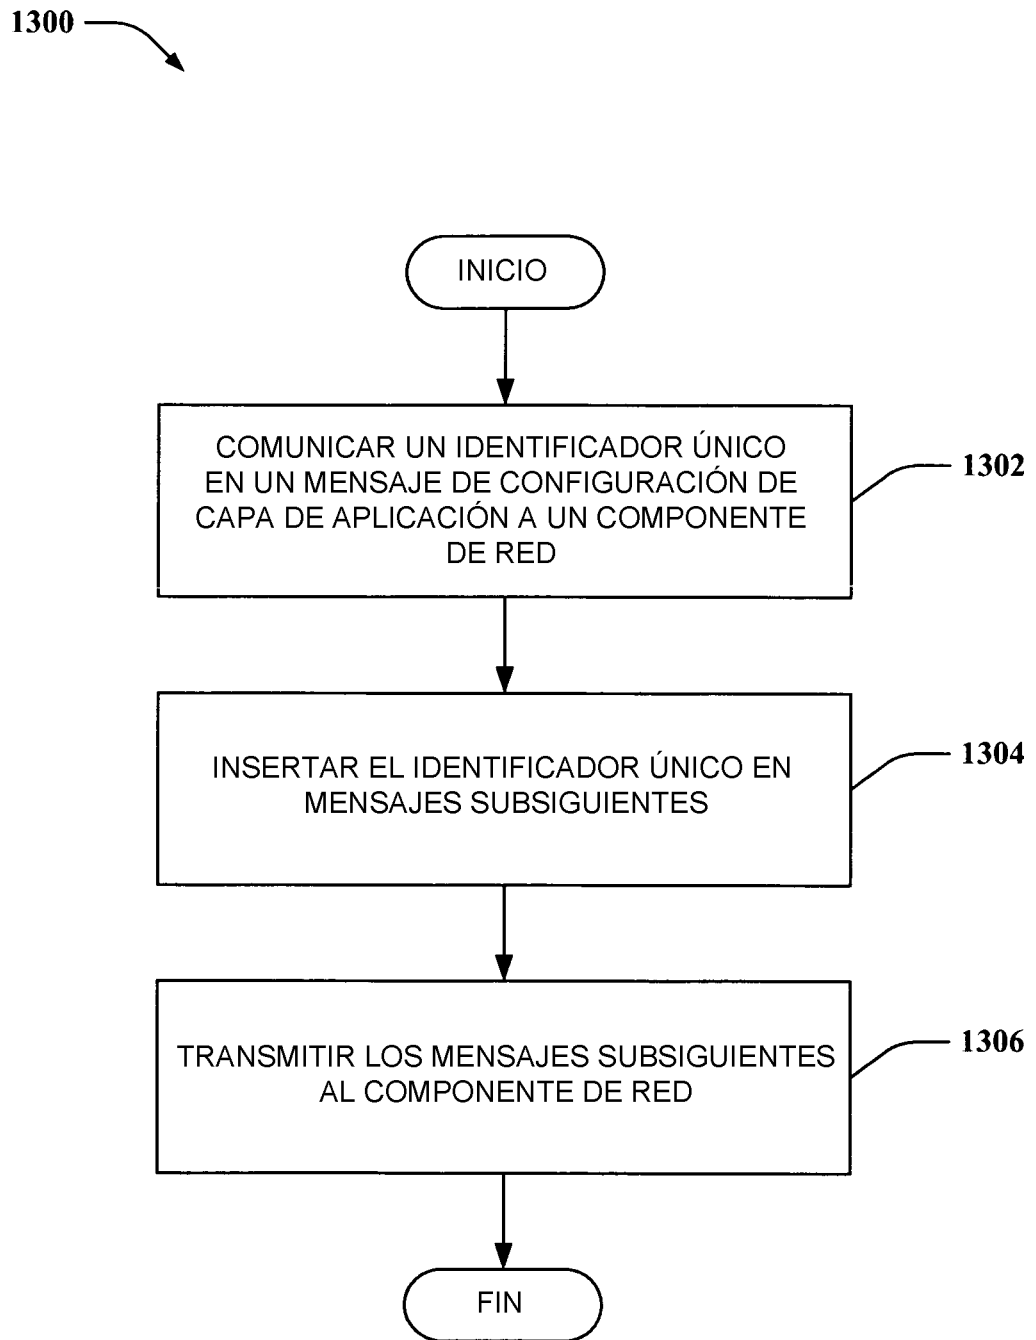 1300
INICIO
COMUNICAR UN IDENTIFICADOR ÚNICO
EN UN MENSAJE DE CONFIGURACIÓN DE
CAPA DE APLICACIÓN A UN COMPONENTE
DE RED
1302
INSERTAR EL IDENTIFICADOR ÚNICO EN
MENSAJES SUBSIGUIENTES
1304
TRANSMITIR LOS MENSAJES SUBSIGUIENTES
AL COMPONENTE DE RED
1306
FIN